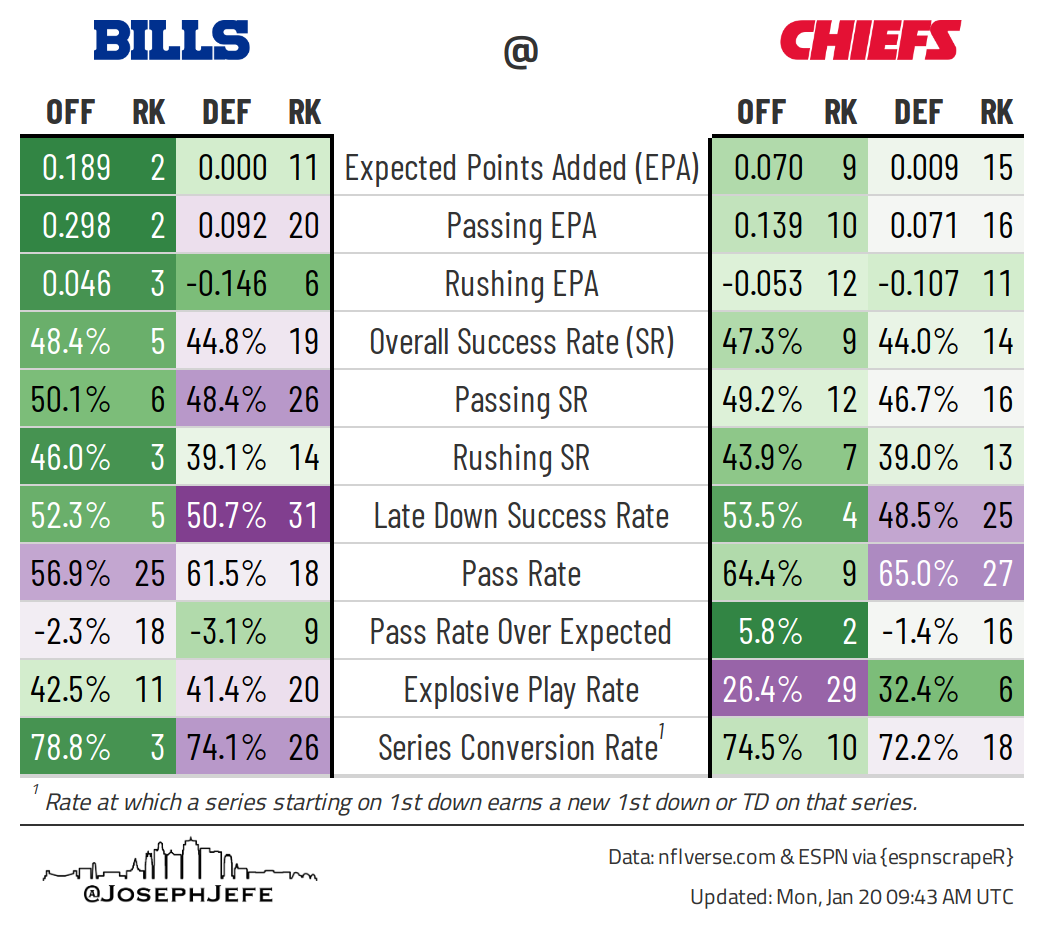 BILLS @ CHIEFS
OFF RK DEF RK OFF RK DEF RK
0.189 2 0.000 11 Expected Points Added (EPA) 0.070 9 0.009 15
0.298 2 0.092 20 Passing EPA 0.139 10 0.071 16
0.046 3 -0.146 6 Rushing EPA -0.053 12 -0.107 11
48.4% 5 44.8% 19 Overall Success Rate (SR) 47.3% 9 44.0% 14
50.1% 6 48.4% 26 Passing SR 49.2% 12 46.7% 16
46.0% 3 39.1% 14 Rushing SR 43.9% 7 39.0% 13
52.3% 5 50.7% 31 Late Down Success Rate 53.5% 4 48.5% 25
56.9% 25 61.5% 18 Pass Rate 64.4% 9 65.0% 27
-2.3% 18 -3.1% 9 Pass Rate Over Expected 5.8% 2 -1.4% 16
42.5% 11 41.4% 20 Explosive Play Rate 26.4% 29 32.4% 6
78.8% 3 74.1% 26 Series Conversion Rate¹ 74.5% 10 72.2% 18
¹ Rate at which a series starting on 1st down earns a new 1st down or TD on that series.
@JOSEPHJEFE
Data: nflverse.com & ESPN via {espnscrapeR}
Updated: Mon, Jan 20 09:43 AM UTC